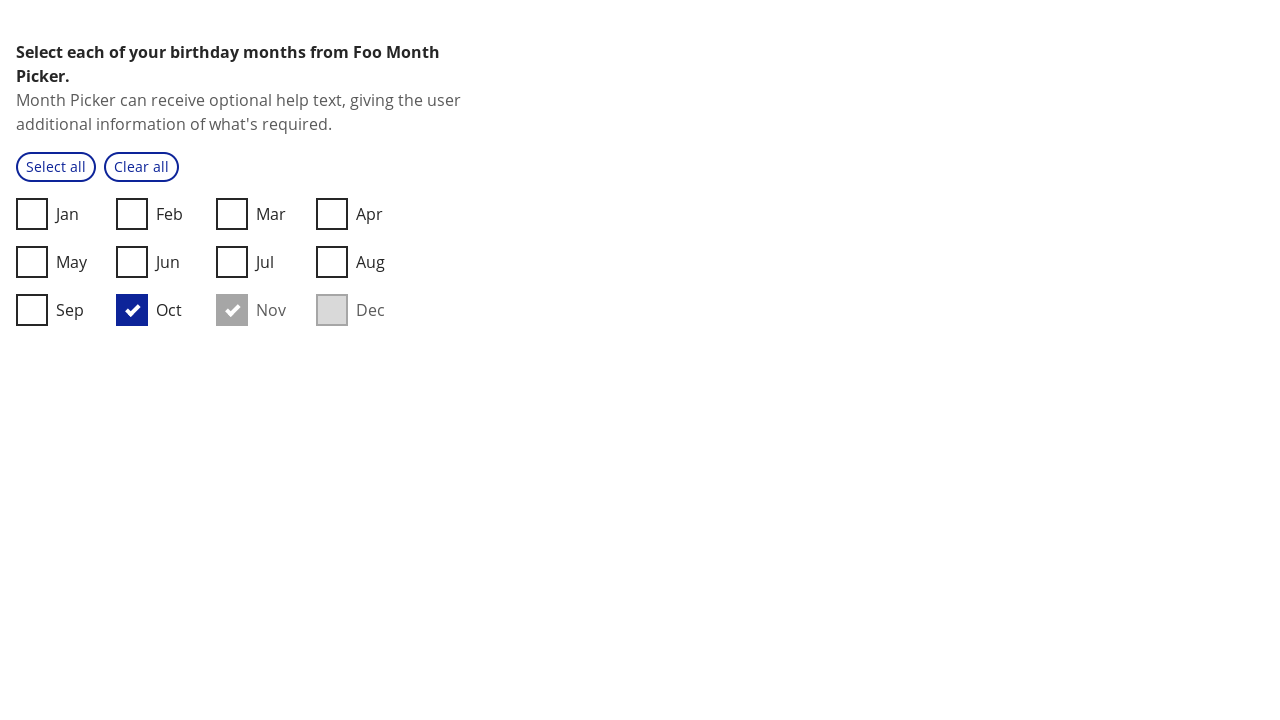 Select each of your birthday months from Foo Month
Picker.
Month Picker can receive optional help text, giving the user
additional information of what's required.
Select all Clear all
Jan Feb Mar Apr
May Jun Jul Aug
Sep Oct Nov Dec